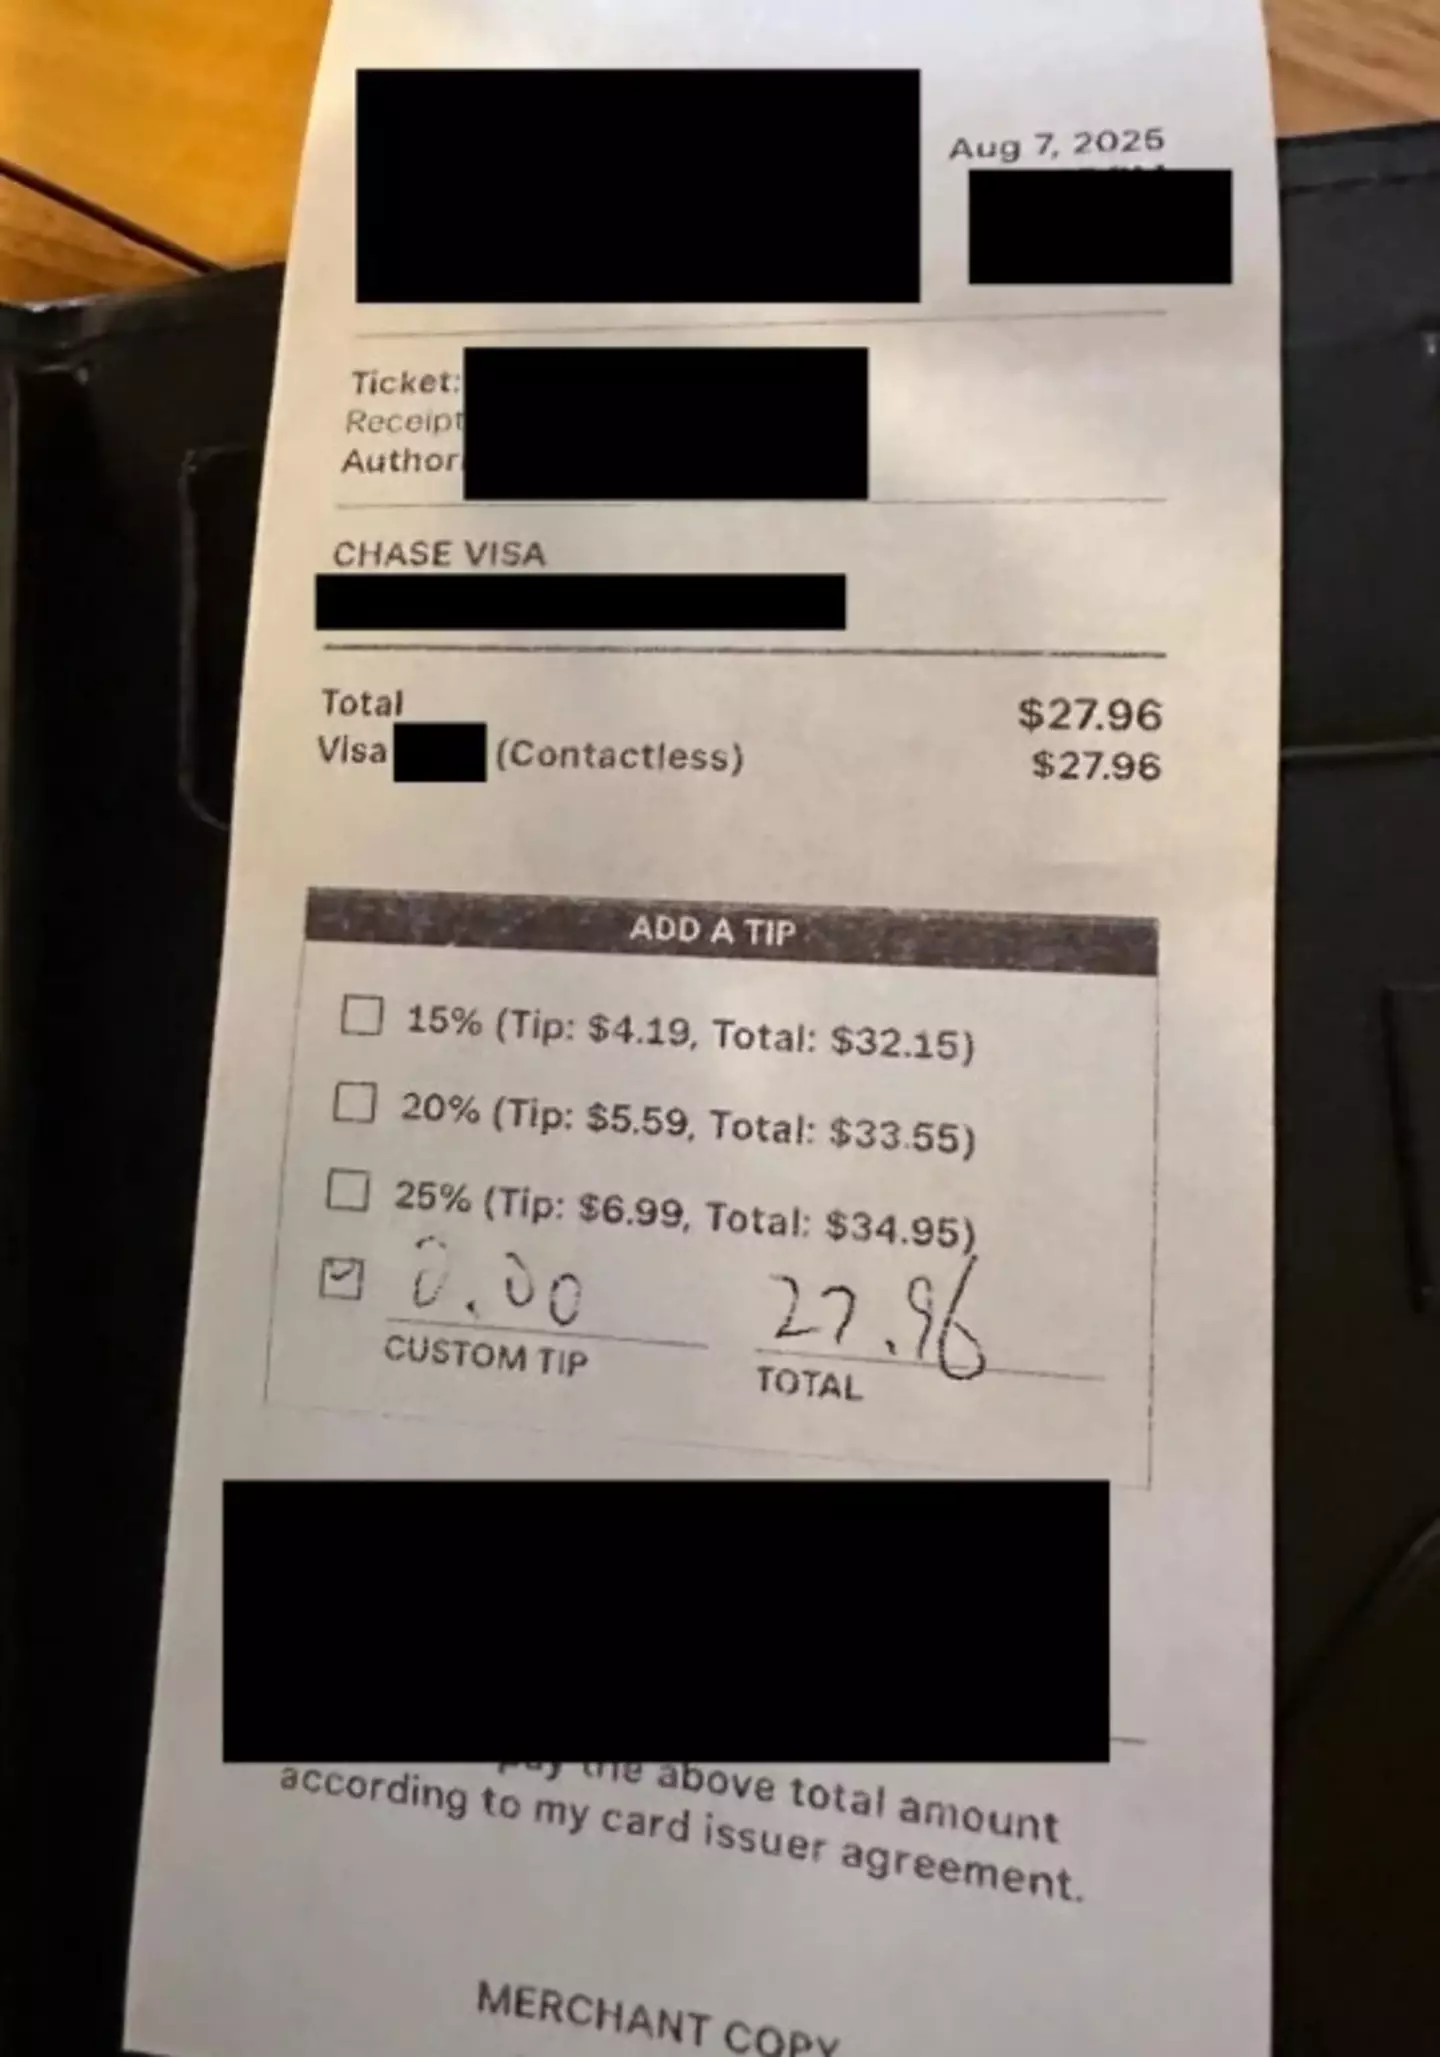 Aug 7, 2025
Ticket:
Receipt
Author
CHASE VISA
Total $27.96
Visa (Contactless) $27.96
ADD A TIP
15% (Tip: $4.19, Total: $32.15)
20% (Tip: $5.59, Total: $33.55)
25% (Tip: $6.99, Total: $34.95)
0.00 27.96
CUSTOM TIP TOTAL
pay the above total amount
according to my card issuer agreement.
MERCHANT COPY